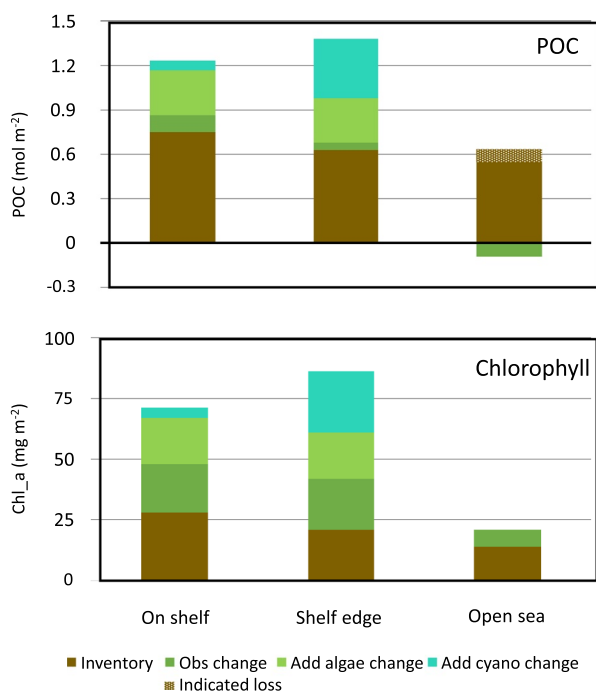 1.5
POC
1.2
0.9
0.6
0.3
0
-0.3
POC (mol m-2)
100
Chlorophyll
75
50
25
0
Chl_a (mg m-2)
On shelf Shelf edge Open sea
Inventory Obs change Add algae change Add cyano change
Indicated loss